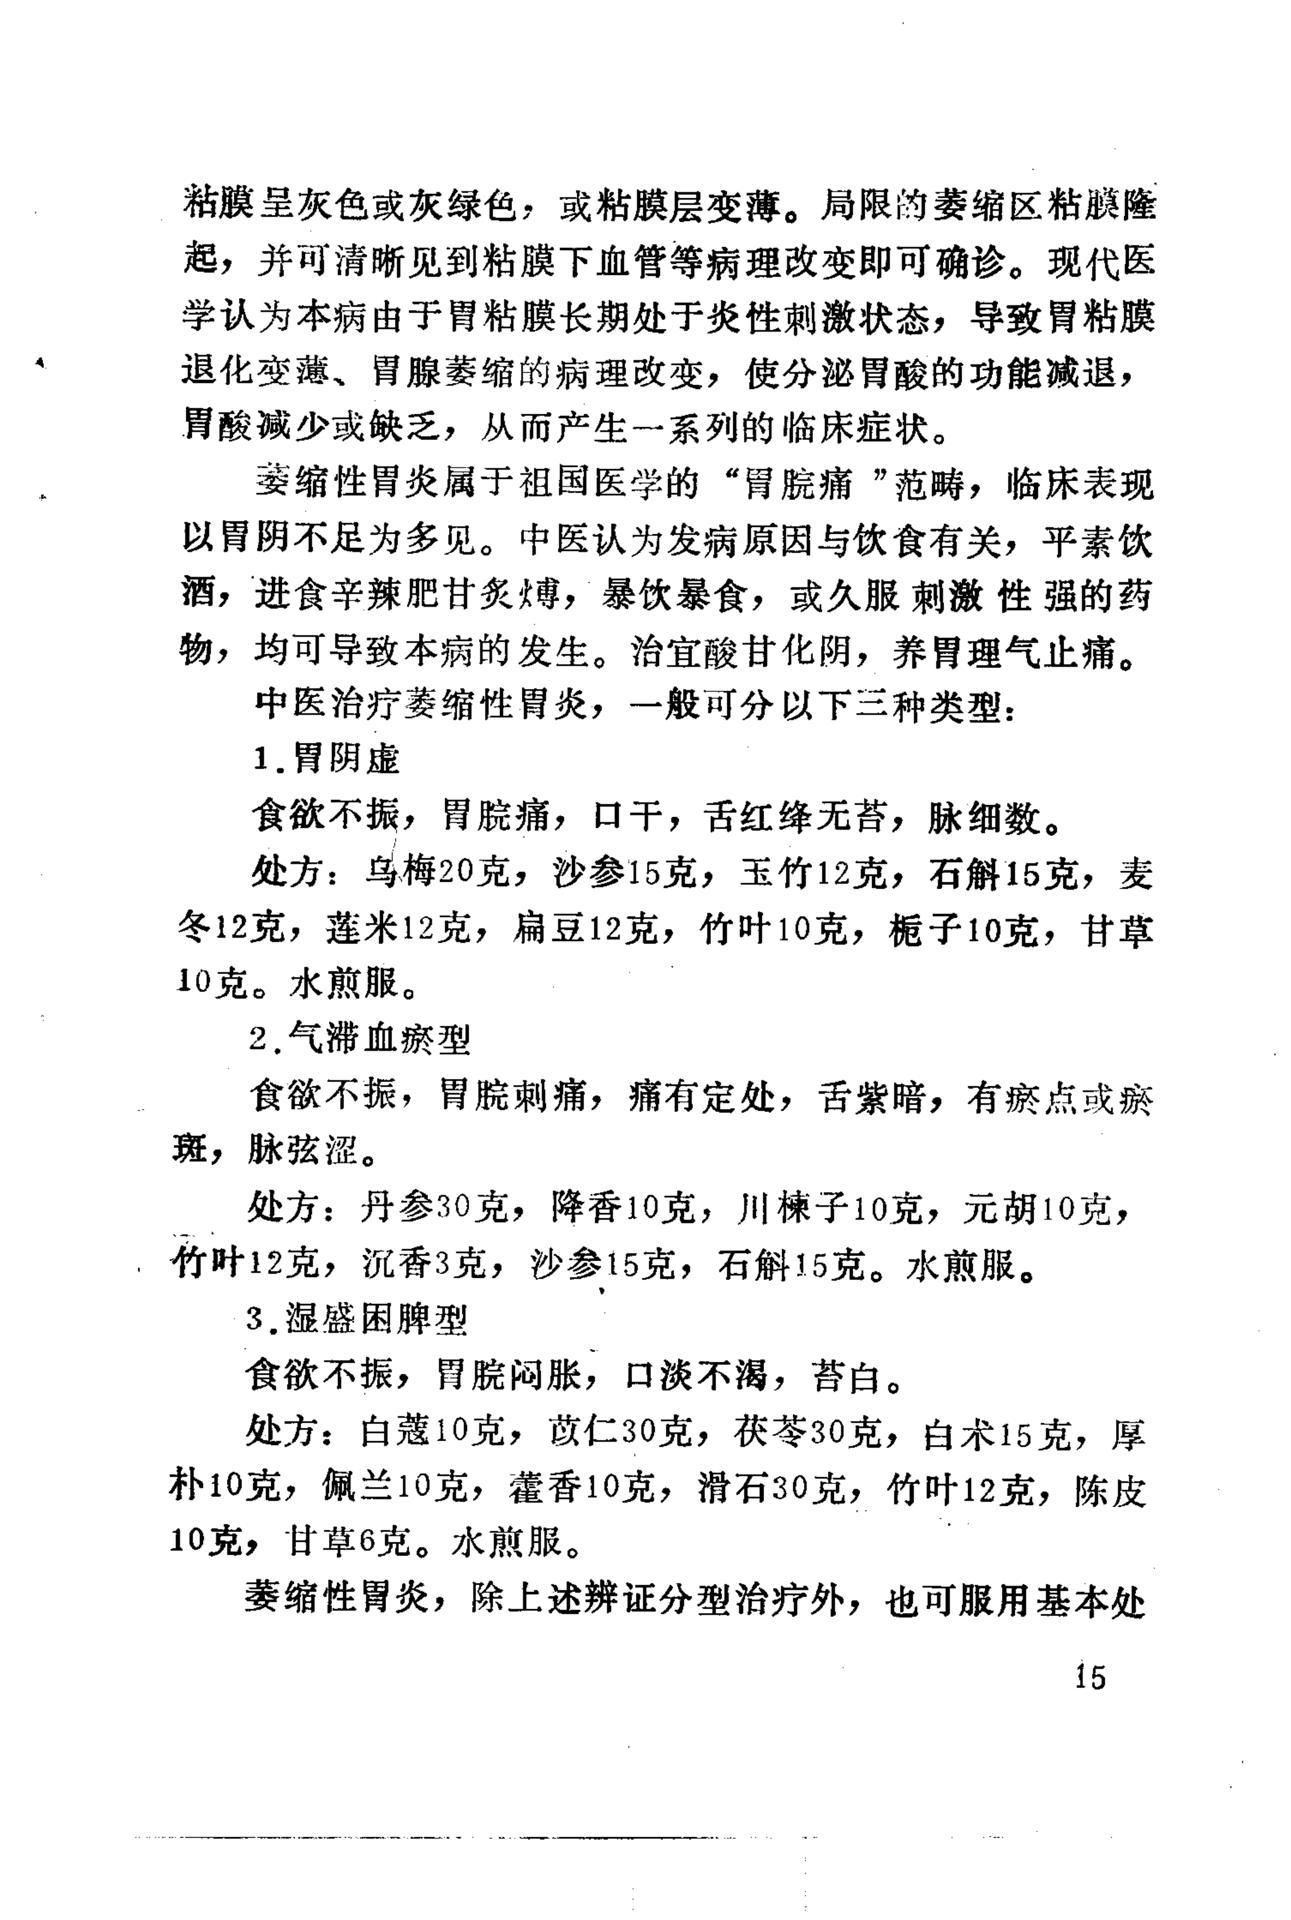 粘膜呈灰色或灰绿色，或粘膜层变薄。局限的萎缩区粘膜隆
起，并可清晰见到粘膜下血管等病理改变即可确诊。现代医
学认为本病由于胃粘膜长期处于炎性刺激状态，导致胃粘膜
退化变薄、胃腺萎缩的病理改变，使分泌胃酸的功能减退，
胃酸减少或缺乏，从而产生一系列的临床症状。
萎缩性胃炎属于祖国医学的“胃脘痛”范畴，临床表现
以胃阴不足为多见。中医认为发病原因与饮食有关，平素饮
酒，进食辛辣肥甘炙煿，暴饮暴食，或久服刺激性强的药
物，均可导致本病的发生。治宜酸甘化阴，养胃理气止痛。
中医治疗萎缩性胃炎，一般可分以下三种类型：
1.胃阴虚
食欲不振，胃脘痛，口干，舌红绛无苔，脉细数。
处方：乌梅20克，沙参15克，玉竹12克，石斛15克，麦
冬12克，莲米12克，扁豆12克，竹叶10克，栀子10克，甘草
10克。水煎服。
2.气滞血瘀型
食欲不振，胃脘刺痛，痛有定处，舌紫暗，有瘀点或瘀
斑，脉弦涩。
处方：丹参30克，降香10克，川楝子10克，元胡10克，
竹叶12克，沉香3克，沙参15克，石斛15克。水煎服。
3.湿盛困脾型
食欲不振，胃脘闷胀，口淡不渴，苔白。
处方：白蔻10克，苡仁30克，茯苓30克，白术15克，厚
朴10克，佩兰10克，藿香10克，滑石30克，竹叶12克，陈皮
10克，甘草6克。水煎服。
萎缩性胃炎，除上述辨证分型治疗外，也可服用基本处
15